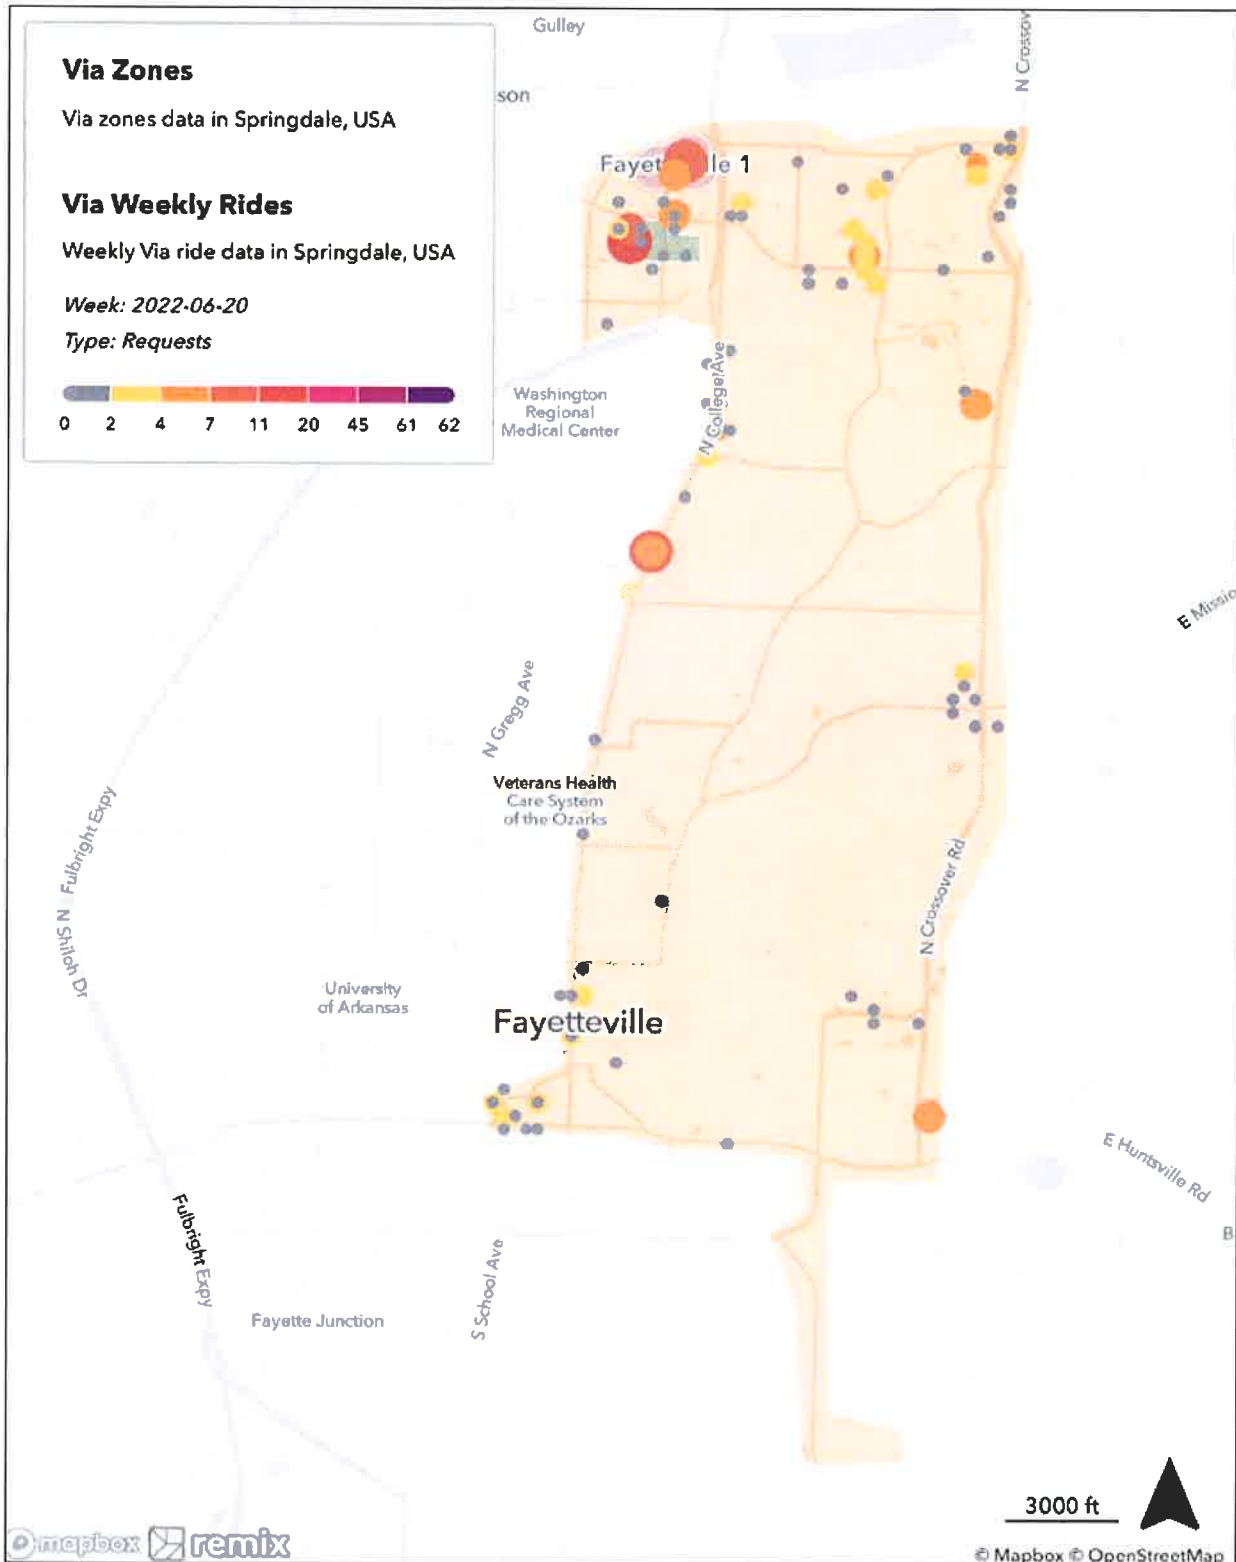 Via Zones
Via zones data in Springdale, USA
Via Weekly Rides
Weekly Via ride data in Springdale, USA
Week: 2022-06-20
Type: Requests
0 2 4 7 11 20 45 61 62
Gulley
son
N Crossov
Fayet le 1
Washington
Regional
Medical Center
N College Ave
E Missio
N Gregg Ave
Veterans Health
Care System
of the Ozarks
N Fulbright Expy
N Shiloh Dr
N Crossover Rd
University
of Arkansas
Fayetteville
E Huntsville Rd
B
Fulbright Expy
S School Ave
Fayette Junction
3000 ft
mapbox remix
© Mapbox © OpenStreetMap